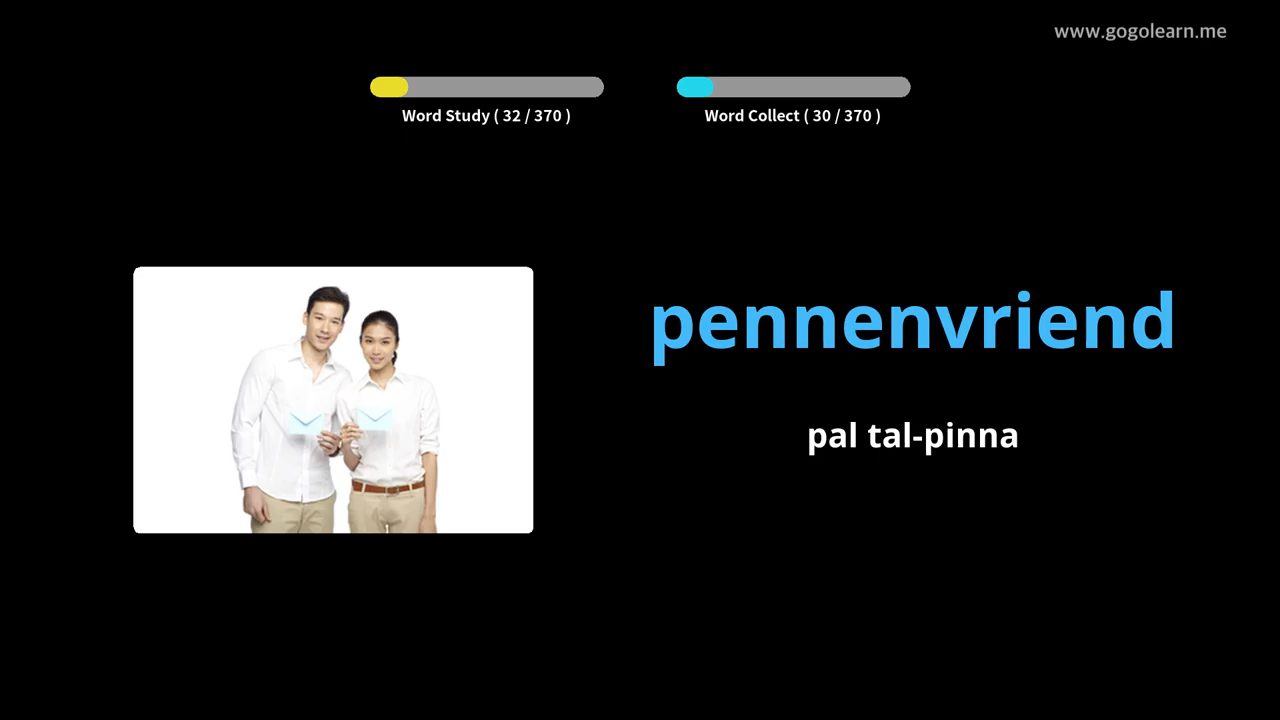 www.gogolearn.me
Word Study ( 32 / 370 )
Word Collect ( 30 / 370 )
pennenvriend
pal tal-pinna